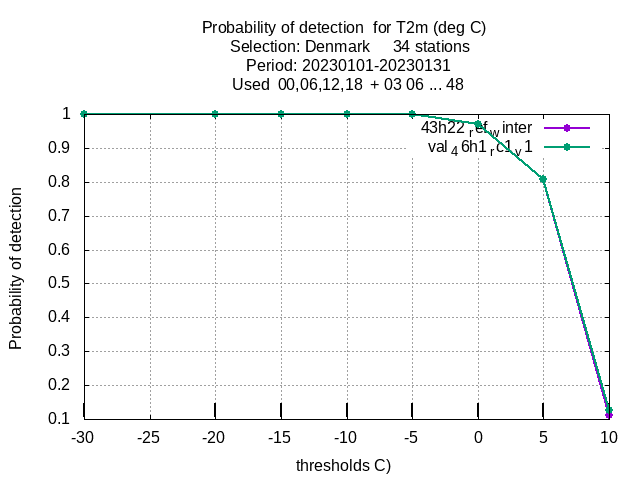 Probability of detection  for T2m (deg C)
Selection: Denmark     34 stations
Period: 20230101-20230131
Used  00,06,12,18  + 03 06 ... 48
43h22_ref_winter
val_46h1_rc1_v1
1
0.9
0.8
0.7
0.6
0.5
0.4
0.3
0.2
0.1
Probability of detection
-30 -25 -20 -15 -10 -5 0 5 10
thresholds C)